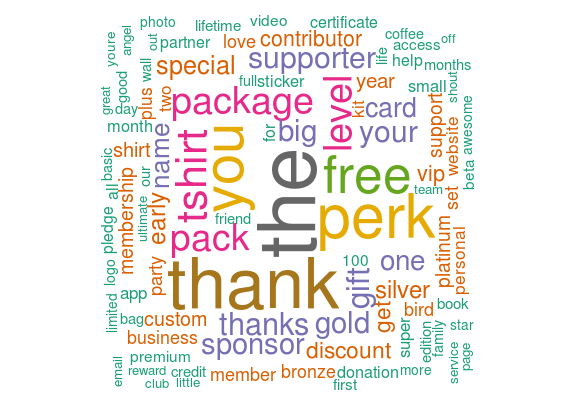 photo
lifetime
video
certificate
youre
angel
out
partner
love
contributor
coffee
access
off
wall
special
supporter
life
help
months
great
good
day
plus
two
full
sticker
year
small
shout
package
level
kit
card
support
website
awesome
month
name
tshirt
you
for
big
your
shirt
the
free
vip
beta
basic
all
our
early
friend
perk
team
set
membership
ultimate
pledge
pack
one
platinum
personal
logo
party
thank
100
gift
silver
get
book
limited
app
bag
custom
thanks
gold
bird
star
business
sponsor
discount
super
edition
family
service
page
email
premium
reward
credit
club
little
member
bronze
donation
first
more